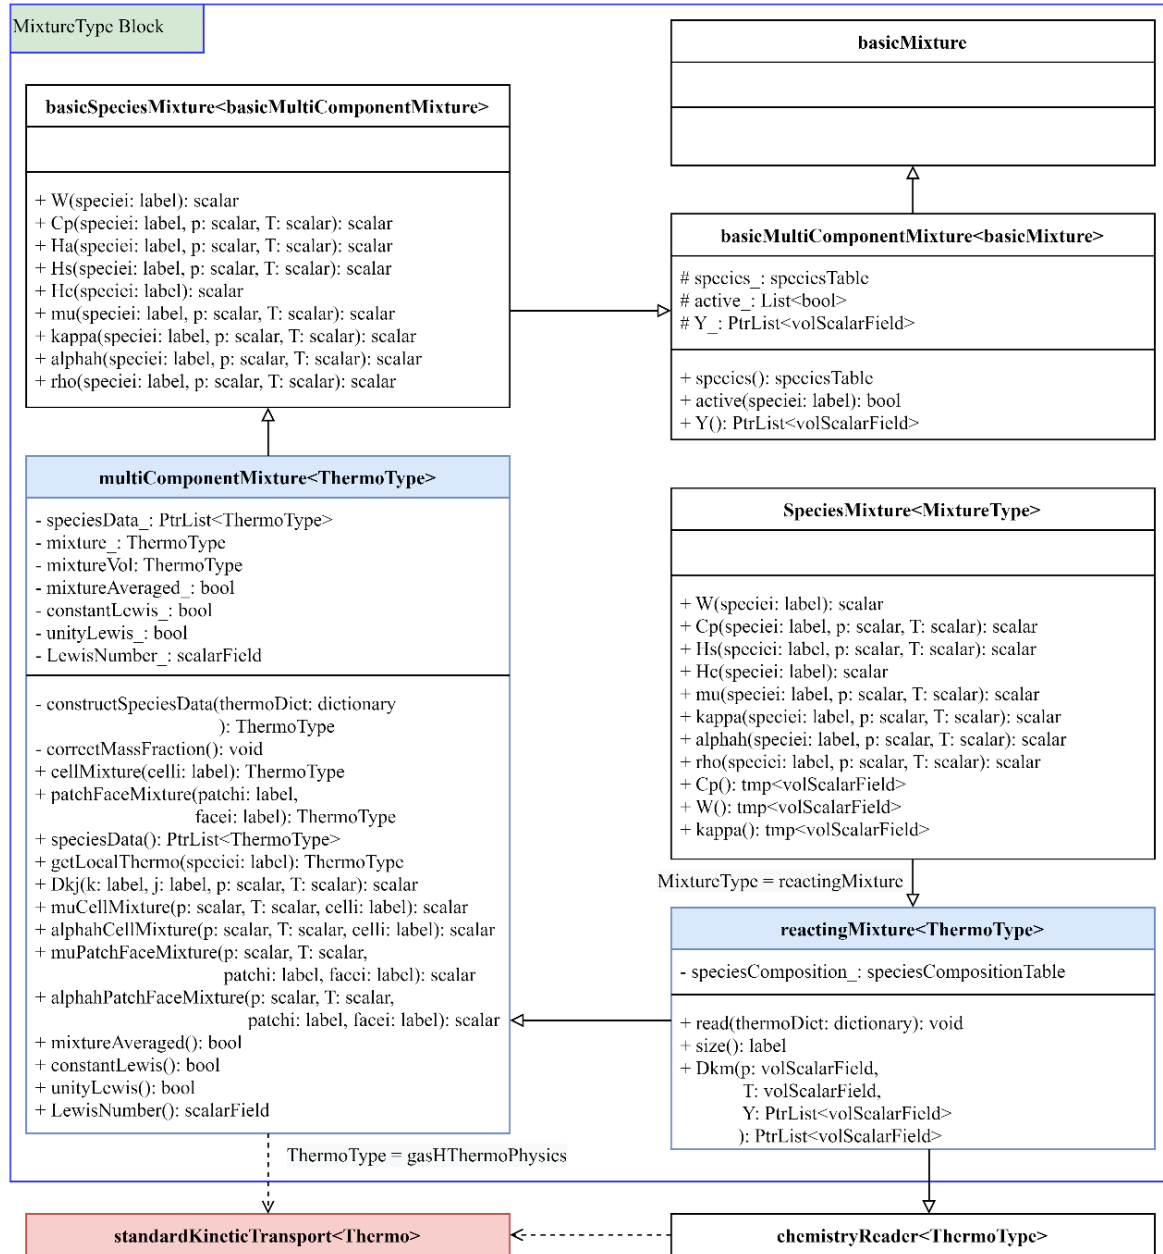 MixtureType Block
basicMixture
basicSpeciesMixture<basicMultiComponentMixture>
+ W(speciei: label): scalar
+ Cp(speciei: label, p: scalar, T: scalar): scalar
+ Ha(speciei: label, p: scalar, T: scalar): scalar
+ Hs(speciei: label, p: scalar, T: scalar): scalar
+ Hc(speciei: label): scalar
+ mu(speciei: label, p: scalar, T: scalar): scalar
+ kappa(speciei: label, p: scalar, T: scalar): scalar
+ alphah(speciei: label, p: scalar, T: scalar): scalar
+ rho(speciei: label, p: scalar, T: scalar): scalar
basicMultiComponentMixture<basicMixture>
# species_: speciesTable
# active_: List<bool>
# Y_: PtrList<volScalarField>
+ species(): speciesTable
+ active(speciei: label): bool
+ Y(): PtrList<volScalarField>
multiComponentMixture<ThermoType>
- speciesData_: PtrList<ThermoType>
- mixture_: ThermoType
- mixtureVol: ThermoType
- mixtureAveraged_: bool
- constantLewis_: bool
- unityLewis_: bool
- LewisNumber_: scalarField
- constructSpeciesData(thermoDict: dictionary
): ThermoType
- correctMassFraction(): void
+ cellMixture(celli: label): ThermoType
+ patchFaceMixture(patchi: label,
facei: label): ThermoType
+ speciesData(): PtrList<ThermoType>
+ getLocalThermo(speciei: label): ThermoType
+ Dkj(k: label, j: label, p: scalar, T: scalar): scalar
+ muCellMixture(p: scalar, T: scalar, celli: label): scalar
+ alphahCellMixture(p: scalar, T: scalar, celli: label): scalar
+ muPatchFaceMixture(p: scalar, T: scalar,
patchi: label, facei: label): scalar
+ alphahPatchFaceMixture(p: scalar, T: scalar,
patchi: label, facei: label): scalar
+ mixtureAveraged(): bool
+ constantLewis(): bool
+ unityLewis(): bool
+ LewisNumber(): scalarField
SpeciesMixture<MixtureType>
+ W(speciei: label): scalar
+ Cp(speciei: label, p: scalar, T: scalar): scalar
+ Hs(speciei: label, p: scalar, T: scalar): scalar
+ Hc(speciei: label): scalar
+ mu(speciei: label, p: scalar, T: scalar): scalar
+ kappa(speciei: label, p: scalar, T: scalar): scalar
+ alphah(speciei: label, p: scalar, T: scalar): scalar
+ rho(speciei: label, p: scalar, T: scalar): scalar
+ Cp(): tmp<volScalarField>
+ W(): tmp<volScalarField>
+ kappa(): tmp<volScalarField>
MixtureType = reactingMixture
reactingMixture<ThermoType>
- speciesComposition_: speciesCompositionTable
+ read(thermoDict: dictionary): void
+ size(): label
+ Dkm(p: volScalarField,
T: volScalarField,
Y: PtrList<volScalarField>
): PtrList<volScalarField>
ThermoType = gasHThermoPhysics
standardKineticTransport<Thermo>
chemistryReader<ThermoType>